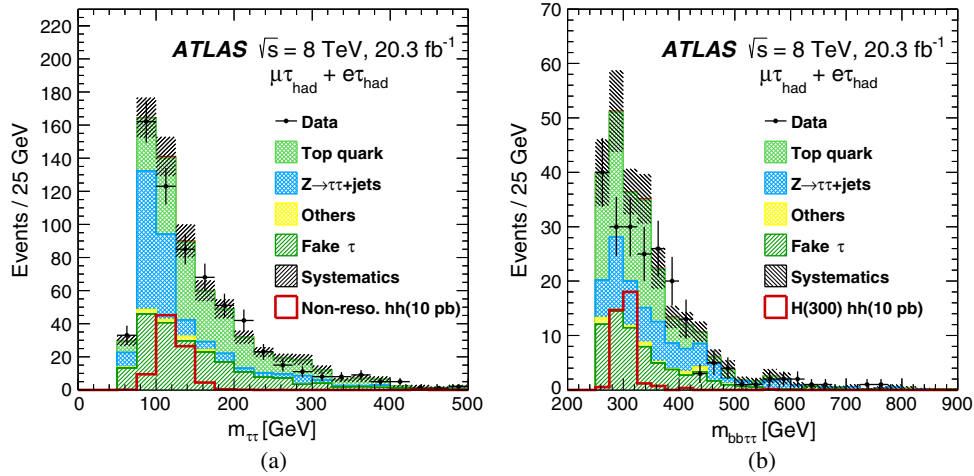 Events / 25 GeV
220
200
180
160
140
120
100
80
60
40
20
0
ATLAS √s = 8 TeV, 20.3 fb-1
μτhad + eτhad
Data
Top quark
Z→ττ+jets
Others
Fake τ
Systematics
Non-reso. hh(10 pb)
0 100 200 300 400 500
mττ [GeV]
(a)
Events / 25 GeV
70
60
50
40
30
20
10
0
ATLAS √s = 8 TeV, 20.3 fb-1
μτhad + eτhad
Data
Top quark
Z→ττ+jets
Others
Fake τ
Systematics
H(300) hh(10 pb)
200 300 400 500 600 700 800 900
mbbττ [GeV]
(b)